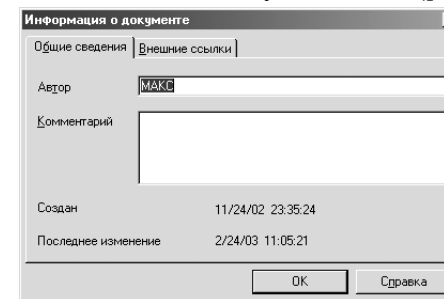 Информация о документе
Общие сведения
Внешние ссылки
Автор
МАКС
Комментарий
Создан
11/24/02 23:35:24
Последнее изменение
2/24/03 11:05:21
OK
Справка